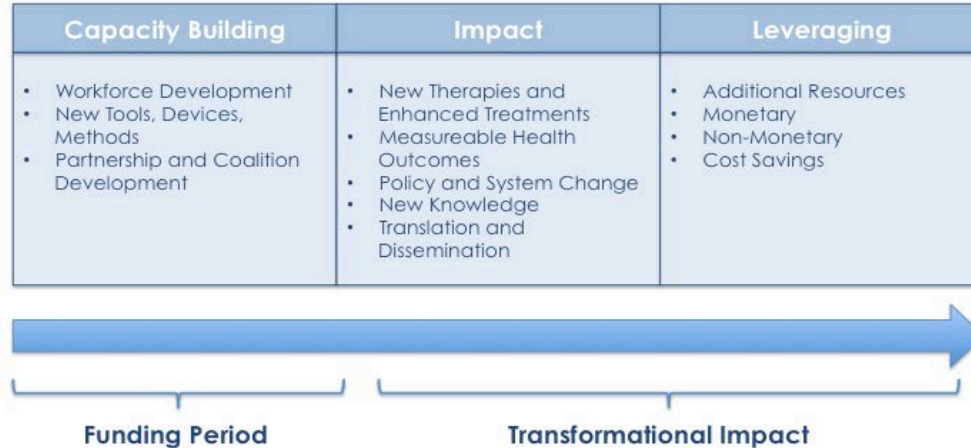 Capacity Building
• Workforce Development
• New Tools, Devices,
Methods
• Partnership and Coalition
Development
Impact
• New Therapies and
Enhanced Treatments
• Measureable Health
Outcomes
• Policy and System Change
• New Knowledge
• Translation and
Dissemination
Leveraging
• Additional Resources
• Monetary
• Non-Monetary
• Cost Savings
Funding Period
Transformational Impact